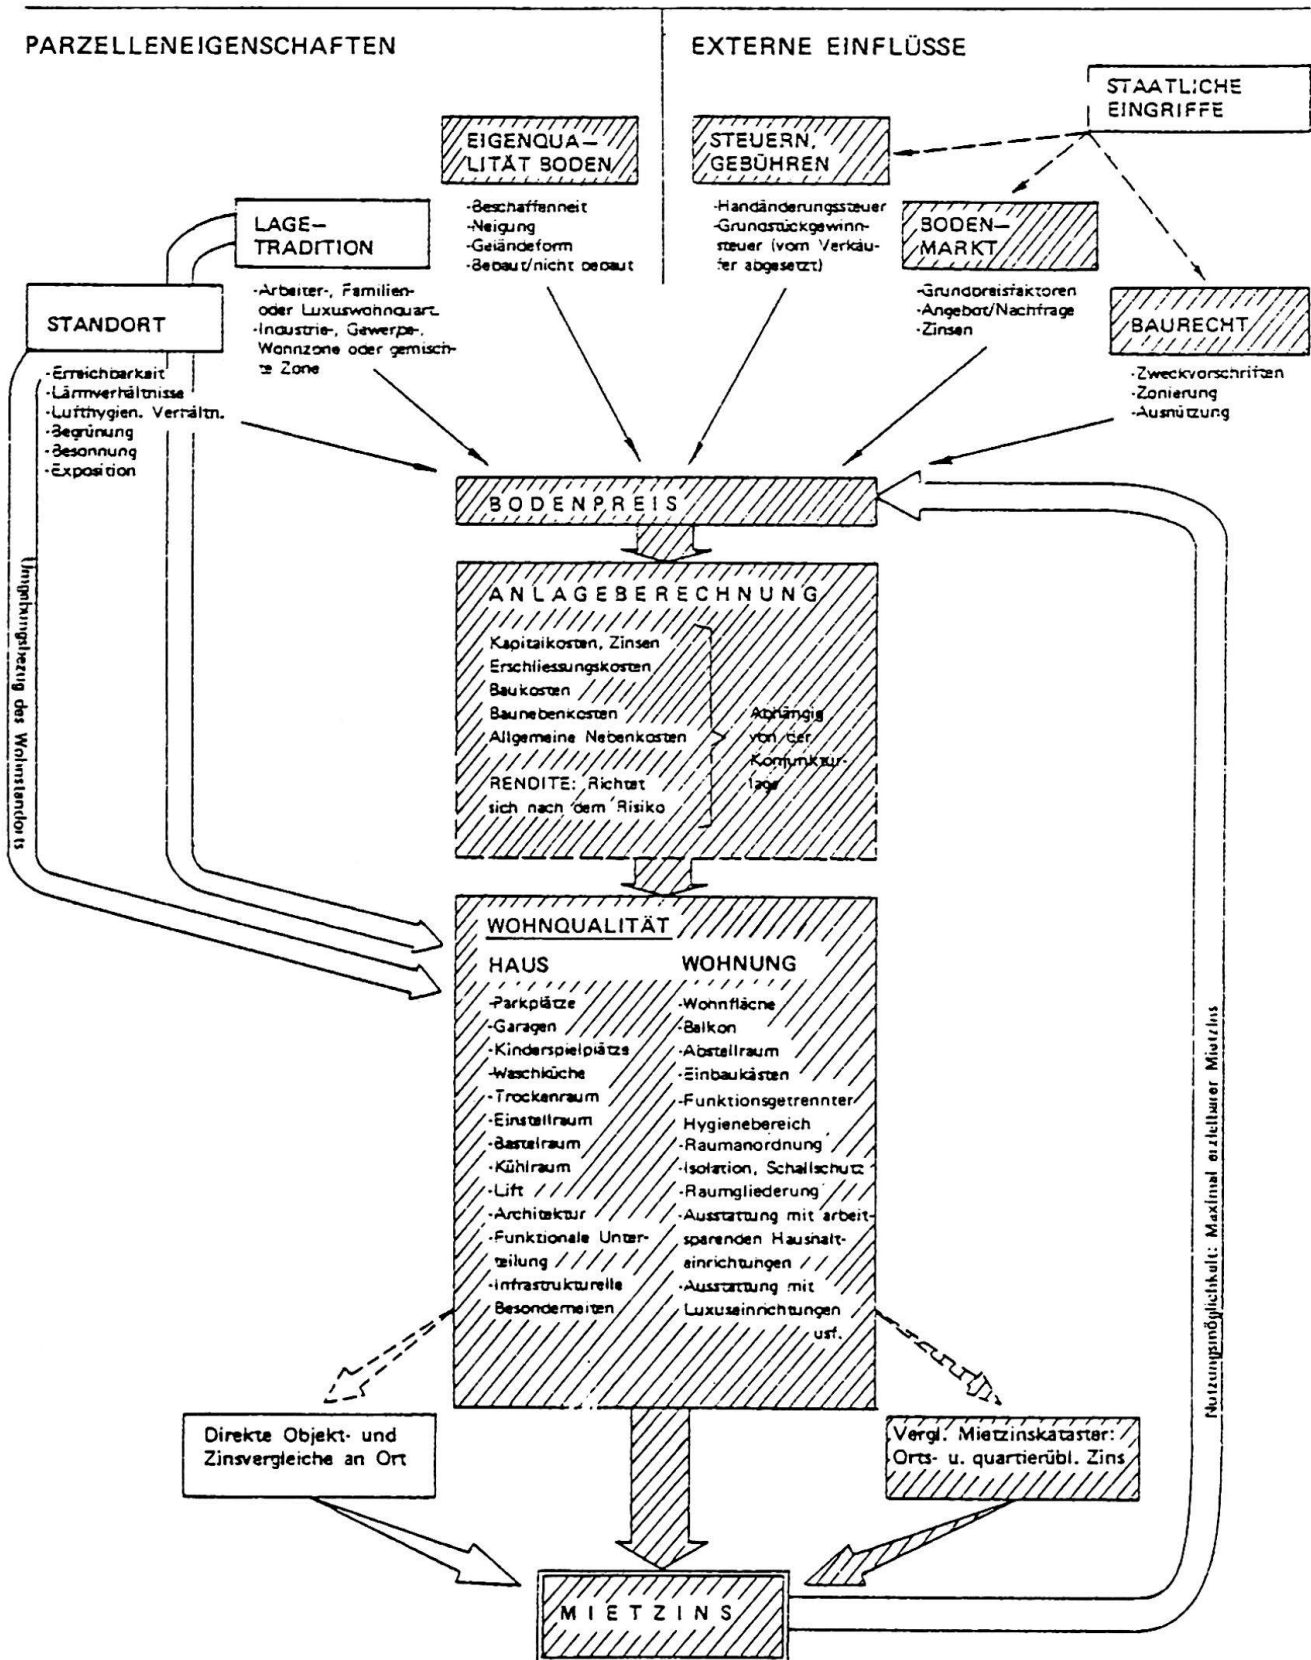 PARZELLENEIGENSCHAFTEN
EXTERNE EINFLÜSSE
STAATLICHE
EINGRIFFE
EIGENQUA-
LITÄT BODEN
-Beschaffenheit
-Neigung
-Geländeform
-Bebaut/nicht bebaut
STEUERN,
GEBÜHREN
-Handänderungssteuer
-Grundstückgewinn-
steuer (vom Verkäu-
fer abgesetzt)
LAGE-
TRADITION
-Arbeiter-, Familien-
oder Luxuswohnquart.
-Industrie-, Gewerbe-,
Wohnzone oder gemisch-
te Zone
BODEN-
MARKT
-Grundpreisfaktoren
-Angebot/Nachfrage
-Zinsen
STANDORT
-Erreichbarkeit
-Lärmverhältnisse
-Lufthygien. Verhältn.
-Begrünung
-Besonnung
-Exposition
BAURECHT
-Zweckvorschriften
-Zonierung
-Ausnützung
BODENPREIS
Umgebungsbezug des Wohnstandorts
ANLAGEBERECHNUNG
Kapitalkosten, Zinsen
Erschliessungskosten
Baukosten
Baunebenkosten
Allgemeine Nebenkosten
RENDITE: Richtet
sich nach dem Risiko
Abhängig
von der
Konjunktur-
lage
WOHNQUALITÄT
HAUS
-Parkplätze
-Garagen
-Kinderspielplätze
-Waschküche
-Trockenraum
-Einstellraum
-Bastelraum
-Kühlraum
-Lift
-Architektur
-Funktionale Unter-
teilung
-Infrastrukturelle
Besonderheiten
WOHNUNG
-Wohnfläche
-Balkon
-Abstellraum
-Einbaukästen
-Funktionsgetrennter
Hygienebereich
-Raumanordnung
-Isolation, Schallschutz
-Raumgliederung
-Ausstattung mit arbeit-
sparenden Haushalt-
einrichtungen
-Ausstattung mit
Luxuseinrichtungen
usf.
Nutzungsmöglichkeit: Maximal erzielbarer Mietzins
Direkte Objekt- und
Zinsvergleiche an Ort
Vergl. Mietzinskataster:
Orts- u. quartierübl. Zins
MIETZINS